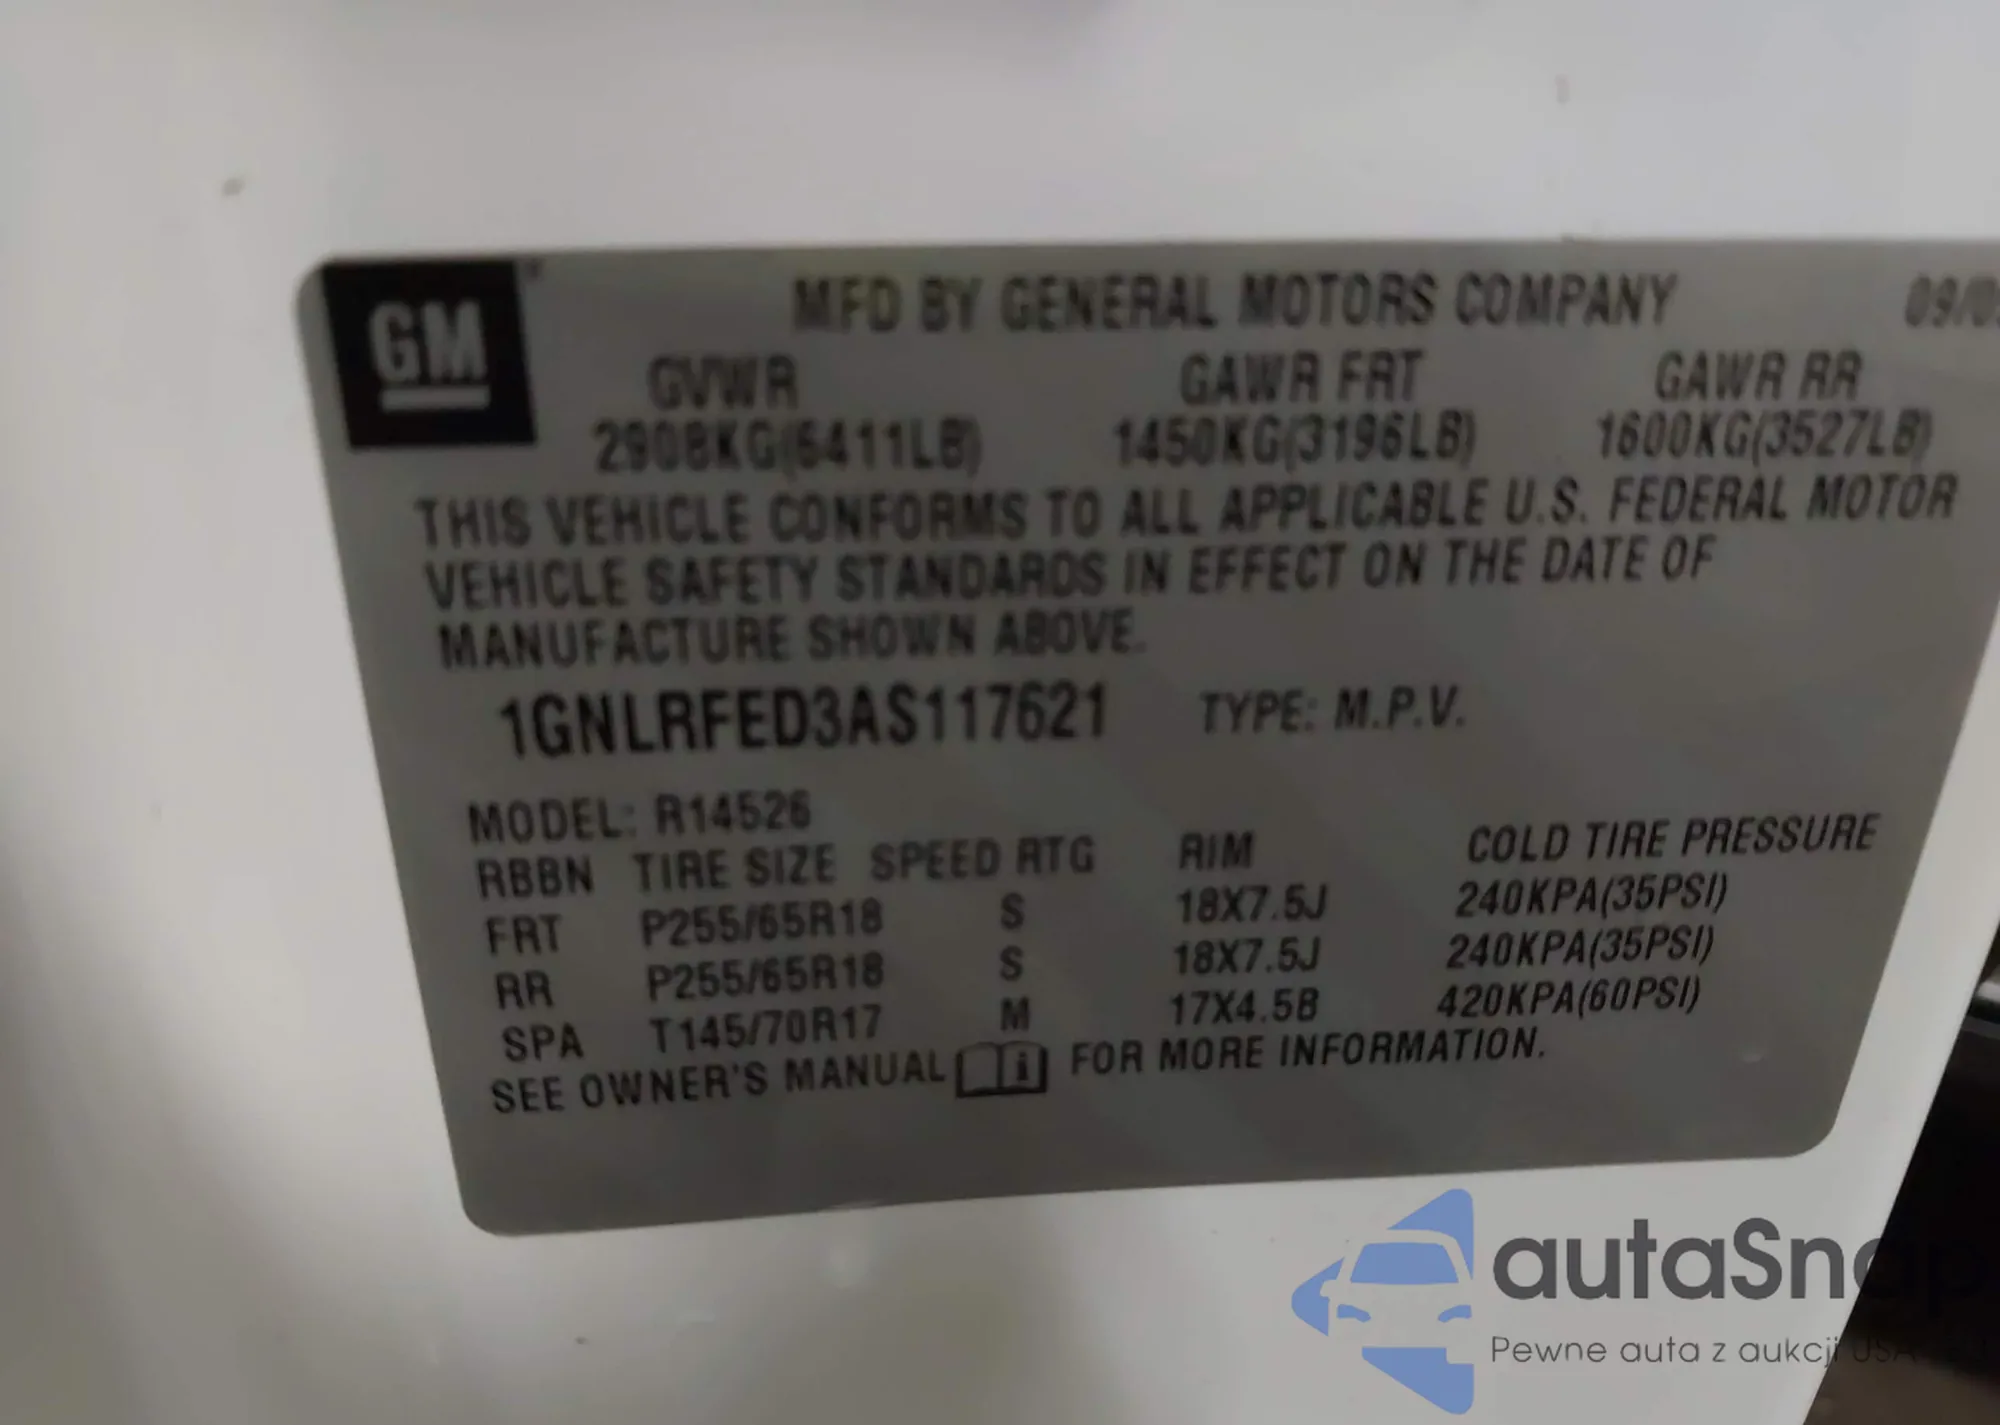 GM
MFD BY GENERAL MOTORS COMPANY 09/09
GVWR GAWR FRT GAWR RR
2908KG(6411LB) 1450KG(3196LB) 1600KG(3527LB)
THIS VEHICLE CONFORMS TO ALL APPLICABLE U.S. FEDERAL MOTOR
VEHICLE SAFETY STANDARDS IN EFFECT ON THE DATE OF
MANUFACTURE SHOWN ABOVE.
1GNLRFED3AS117621 TYPE: M.P.V.
MODEL: R14526
RBBN TIRE SIZE SPEED RTG RIM COLD TIRE PRESSURE
FRT P255/65R18 S 18X7.5J 240KPA(35PSI)
RR P255/65R18 S 18X7.5J 240KPA(35PSI)
SPA T145/70R17 M 17X4.5B 420KPA(60PSI)
SEE OWNER'S MANUAL i FOR MORE INFORMATION.
autaSnap
Pewne auta z aukcji USA